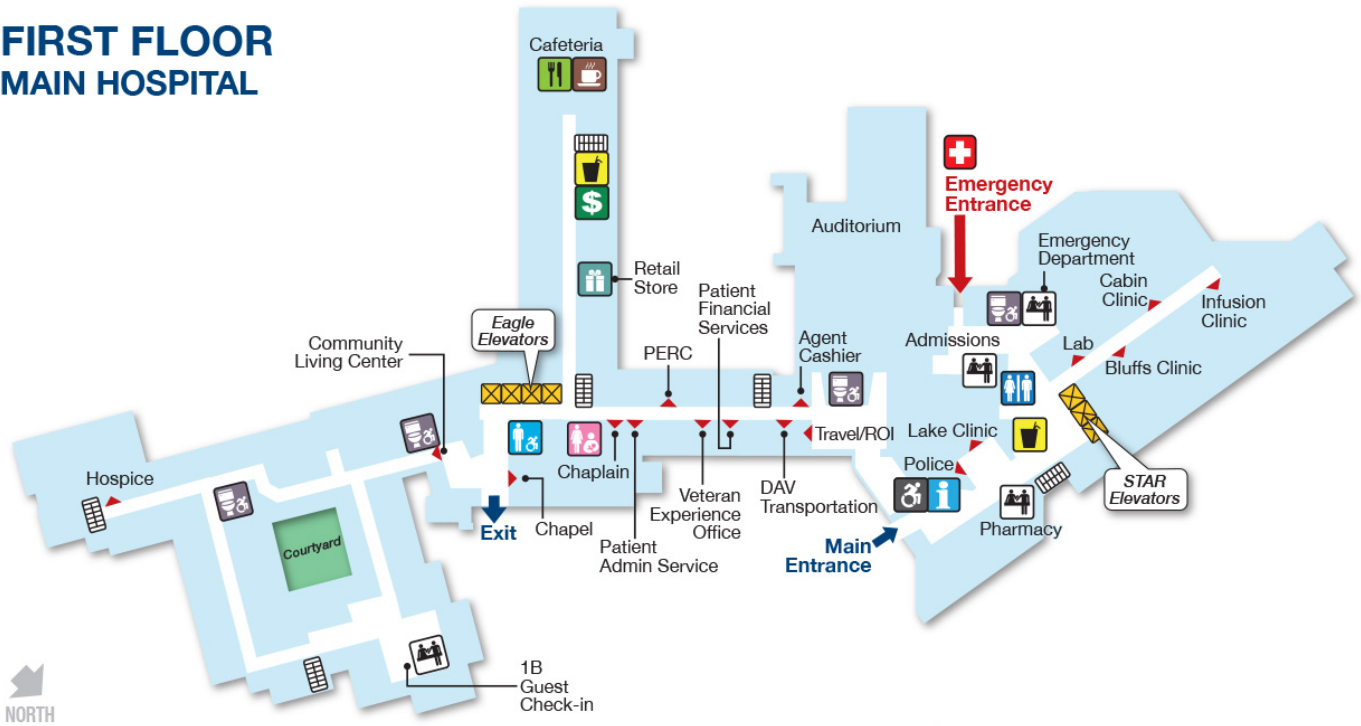 FIRST FLOOR
MAIN HOSPITAL
Cafeteria
$
Emergency
Entrance
Auditorium
Emergency
Department
Cabin
Clinic
Infusion
Clinic
Retail
Store
Patient
Financial
Services
Eagle
Elevators
Community
Living Center
PERC
Agent
Cashier
Admissions
Lab
Bluffs Clinic
Travel/ROI
Lake Clinic
Police
i
Hospice
Chaplain
STAR
Elevators
Exit
Chapel
Veteran
Experience
Office
DAV
Transportation
Pharmacy
Patient
Admin Service
Main
Entrance
Courtyard
1B
Guest
Check-in
NORTH